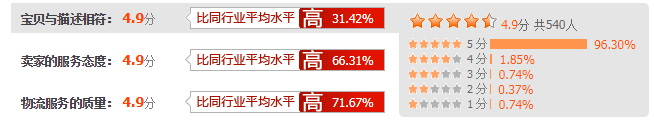 宝贝与描述相符： 4.9分 比同行业平均水平 高 31.42%
卖家的服务态度： 4.9分 比同行业平均水平 高 66.31%
物流服务的质量： 4.9分 比同行业平均水平 高 71.67%
4.9分 共540人
5分 96.30%
4分 1.85%
3分 0.74%
2分 0.37%
1分 0.74%